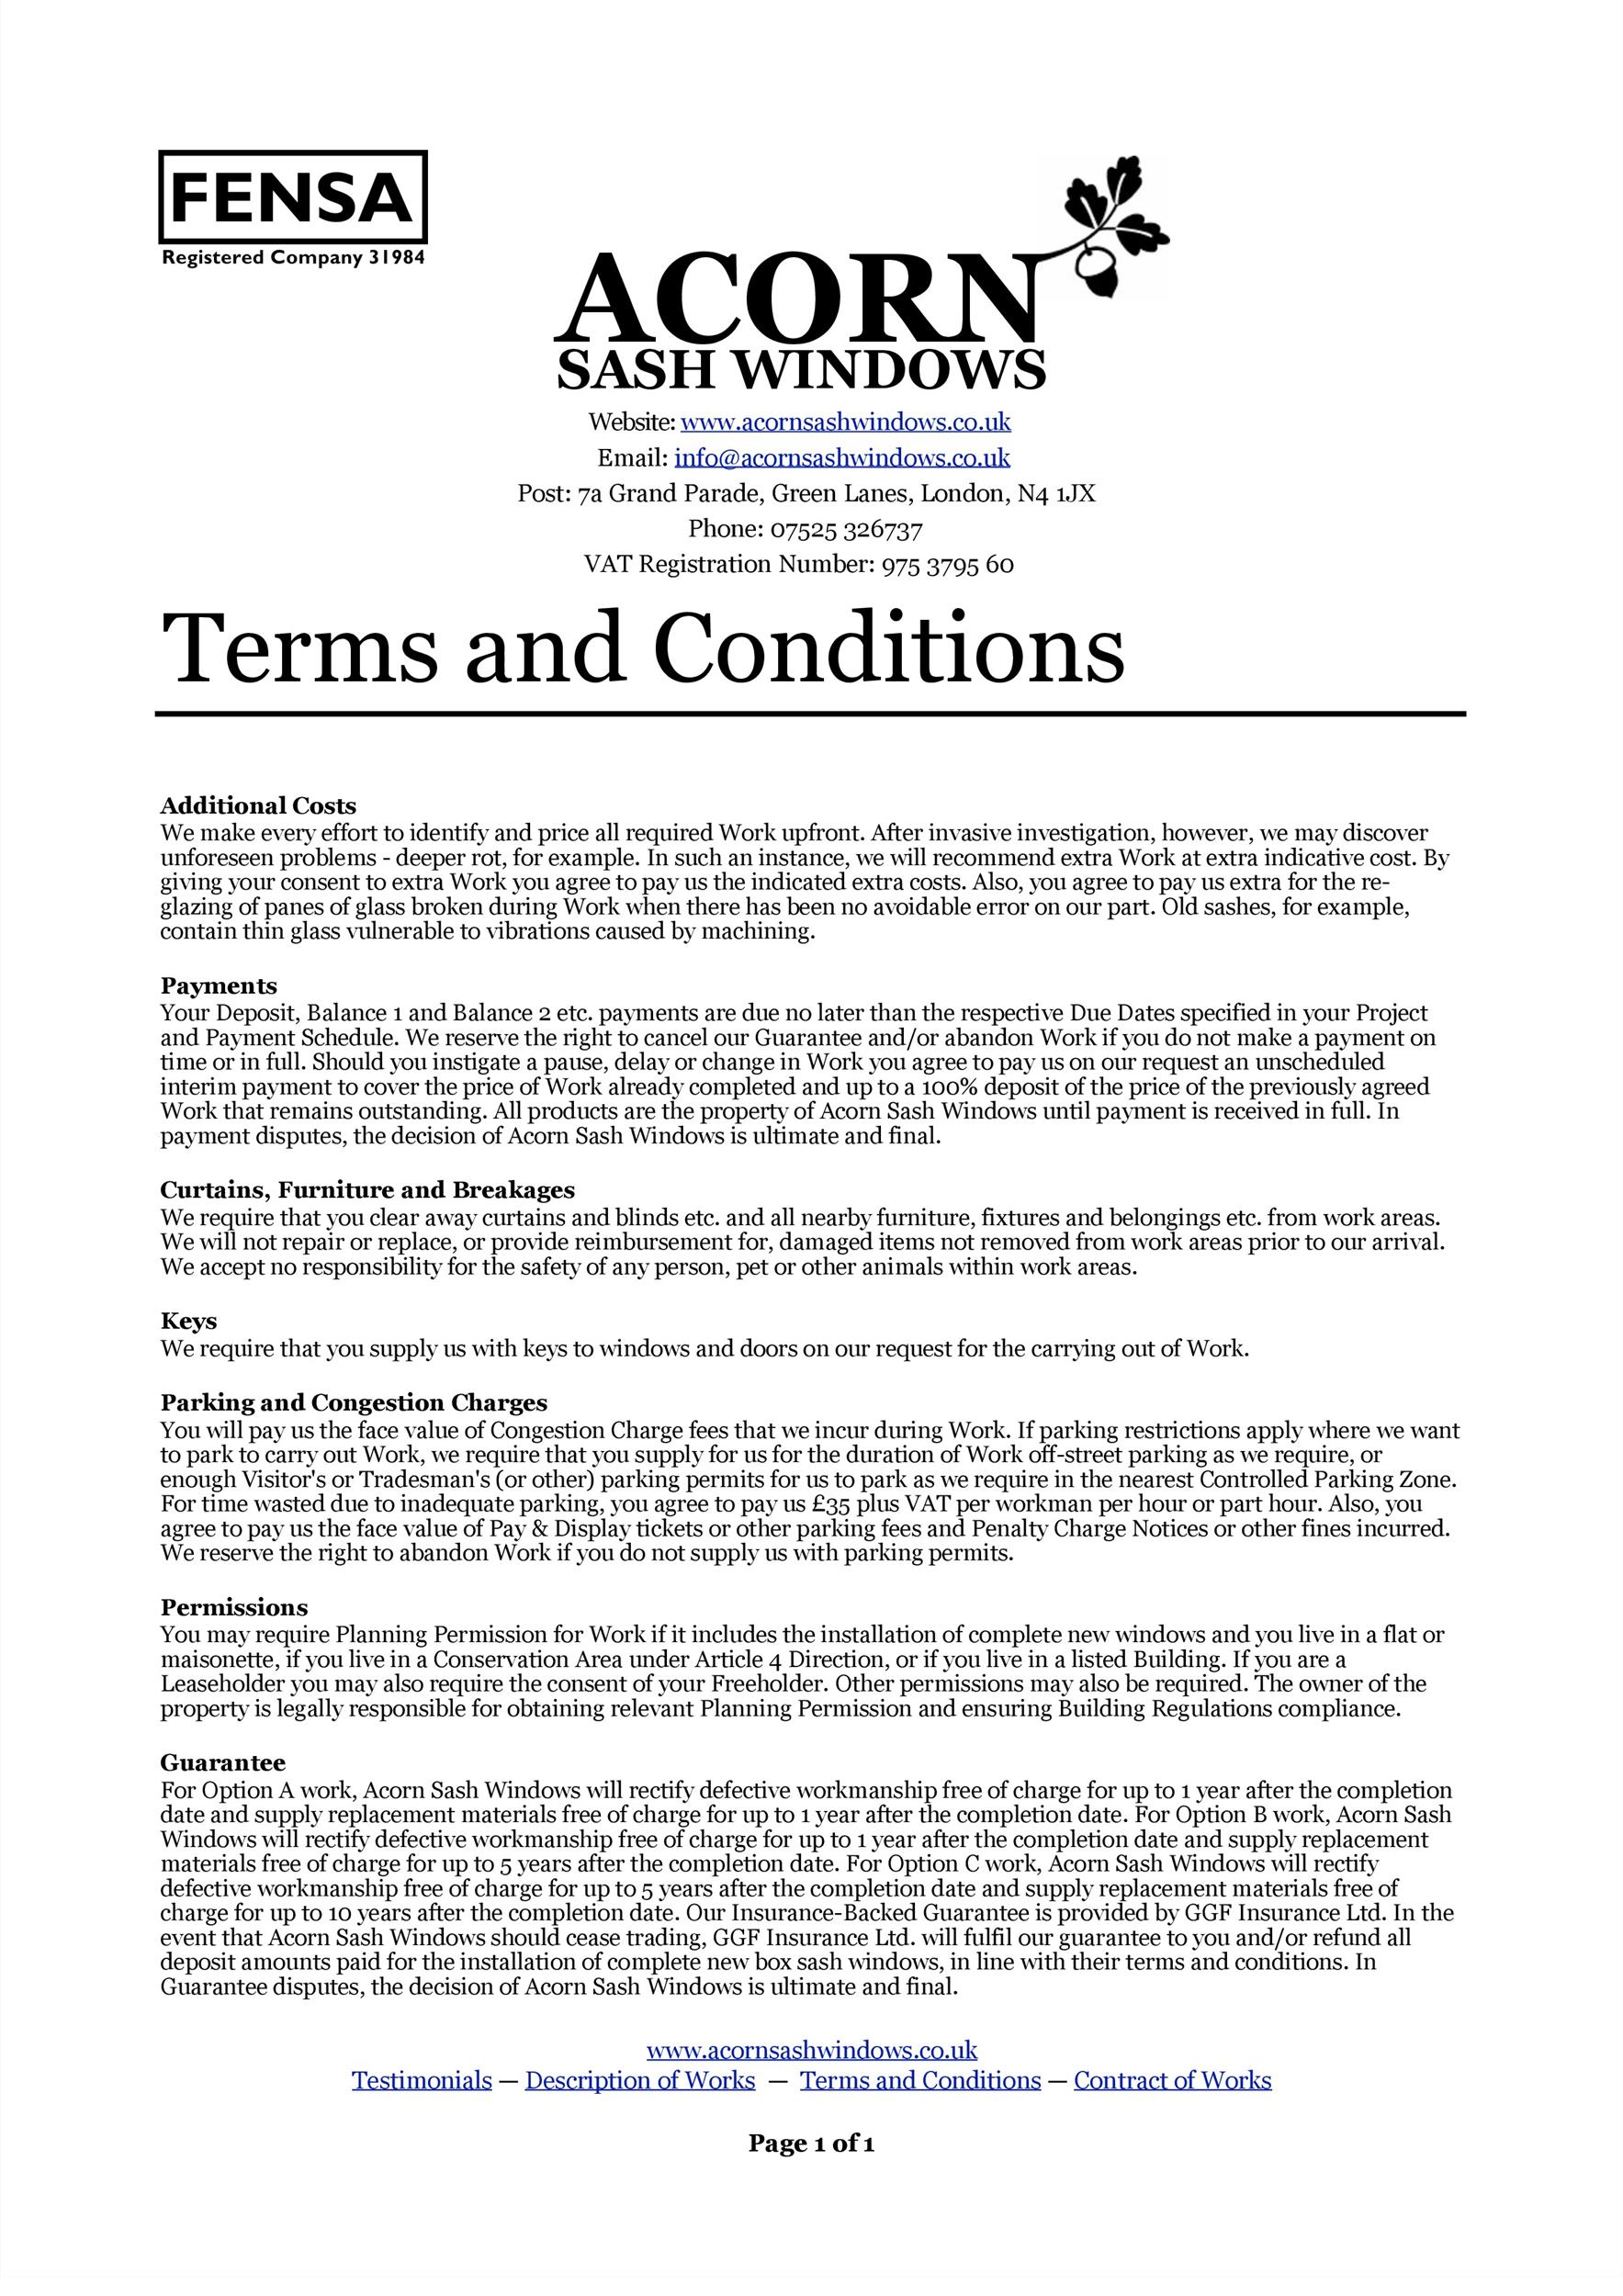 FENSA
Registered Company 31984
ACORN
SASH WINDOWS
Website: www.acornsashwindows.co.uk
Email: info@acornsashwindows.co.uk
Post: 7a Grand Parade, Green Lanes, London, N4 1JX
Phone: 07525 326737
VAT Registration Number: 975 3795 60
Terms and Conditions
Additional Costs
We make every effort to identify and price all required Work upfront. After invasive investigation, however, we may discover
unforeseen problems - deeper rot, for example. In such an instance, we will recommend extra Work at extra indicative cost. By
giving your consent to extra Work you agree to pay us the indicated extra costs. Also, you agree to pay us extra for the re-
glazing of panes of glass broken during Work when there has been no avoidable error on our part. Old sashes, for example,
contain thin glass vulnerable to vibrations caused by machining.
Payments
Your Deposit, Balance 1 and Balance 2 etc. payments are due no later than the respective Due Dates specified in your Project
and Payment Schedule. We reserve the right to cancel our Guarantee and/or abandon Work if you do not make a payment on
time or in full. Should you instigate a pause, delay or change in Work you agree to pay us on our request an unscheduled
interim payment to cover the price of Work already completed and up to a 100% deposit of the price of the previously agreed
Work that remains outstanding. All products are the property of Acorn Sash Windows until payment is received in full. In
payment disputes, the decision of Acorn Sash Windows is ultimate and final.
Curtains, Furniture and Breakages
We require that you clear away curtains and blinds etc. and all nearby furniture, fixtures and belongings etc. from work areas.
We will not repair or replace, or provide reimbursement for, damaged items not removed from work areas prior to our arrival.
We accept no responsibility for the safety of any person, pet or other animals within work areas.
Keys
We require that you supply us with keys to windows and doors on our request for the carrying out of Work.
Parking and Congestion Charges
You will pay us the face value of Congestion Charge fees that we incur during Work. If parking restrictions apply where we want
to park to carry out Work, we require that you supply for us for the duration of Work off-street parking as we require, or
enough Visitor's or Tradesman's (or other) parking permits for us to park as we require in the nearest Controlled Parking Zone.
For time wasted due to inadequate parking, you agree to pay us £35 plus VAT per workman per hour or part hour. Also, you
agree to pay us the face value of Pay & Display tickets or other parking fees and Penalty Charge Notices or other fines incurred.
We reserve the right to abandon Work if you do not supply us with parking permits.
Permissions
You may require Planning Permission for Work if it includes the installation of complete new windows and you live in a flat or
maisonette, if you live in a Conservation Area under Article 4 Direction, or if you live in a listed Building. If you are a
Leaseholder you may also require the consent of your Freeholder. Other permissions may also be required. The owner of the
property is legally responsible for obtaining relevant Planning Permission and ensuring Building Regulations compliance.
Guarantee
For Option A work, Acorn Sash Windows will rectify defective workmanship free of charge for up to 1 year after the completion
date and supply replacement materials free of charge for up to 1 year after the completion date. For Option B work, Acorn Sash
Windows will rectify defective workmanship free of charge for up to 1 year after the completion date and supply replacement
materials free of charge for up to 5 years after the completion date. For Option C work, Acorn Sash Windows will rectify
defective workmanship free of charge for up to 5 years after the completion date and supply replacement materials free of
charge for up to 10 years after the completion date. Our Insurance-Backed Guarantee is provided by GGF Insurance Ltd. In the
event that Acorn Sash Windows should cease trading, GGF Insurance Ltd. will fulfil our guarantee to you and/or refund all
deposit amounts paid for the installation of complete new box sash windows, in line with their terms and conditions. In
Guarantee disputes, the decision of Acorn Sash Windows is ultimate and final.
www.acornsashwindows.co.uk
Testimonials — Description of Works — Terms and Conditions — Contract of Works
Page 1 of 1